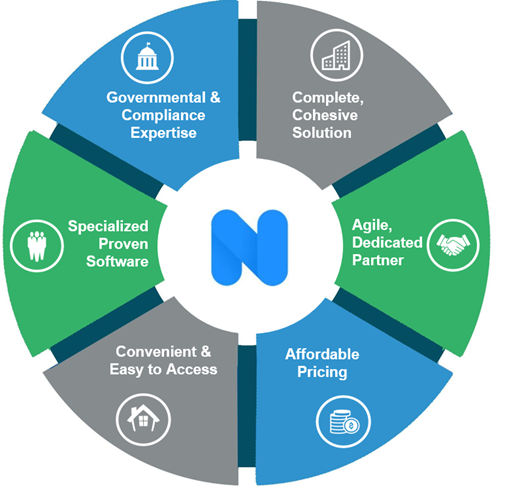 Governmental &
Compliance
Expertise
Complete,
Cohesive
Solution
Specialized
Proven
Software
Agile,
Dedicated
Partner
Convenient &
Easy to Access
Affordable
Pricing
N